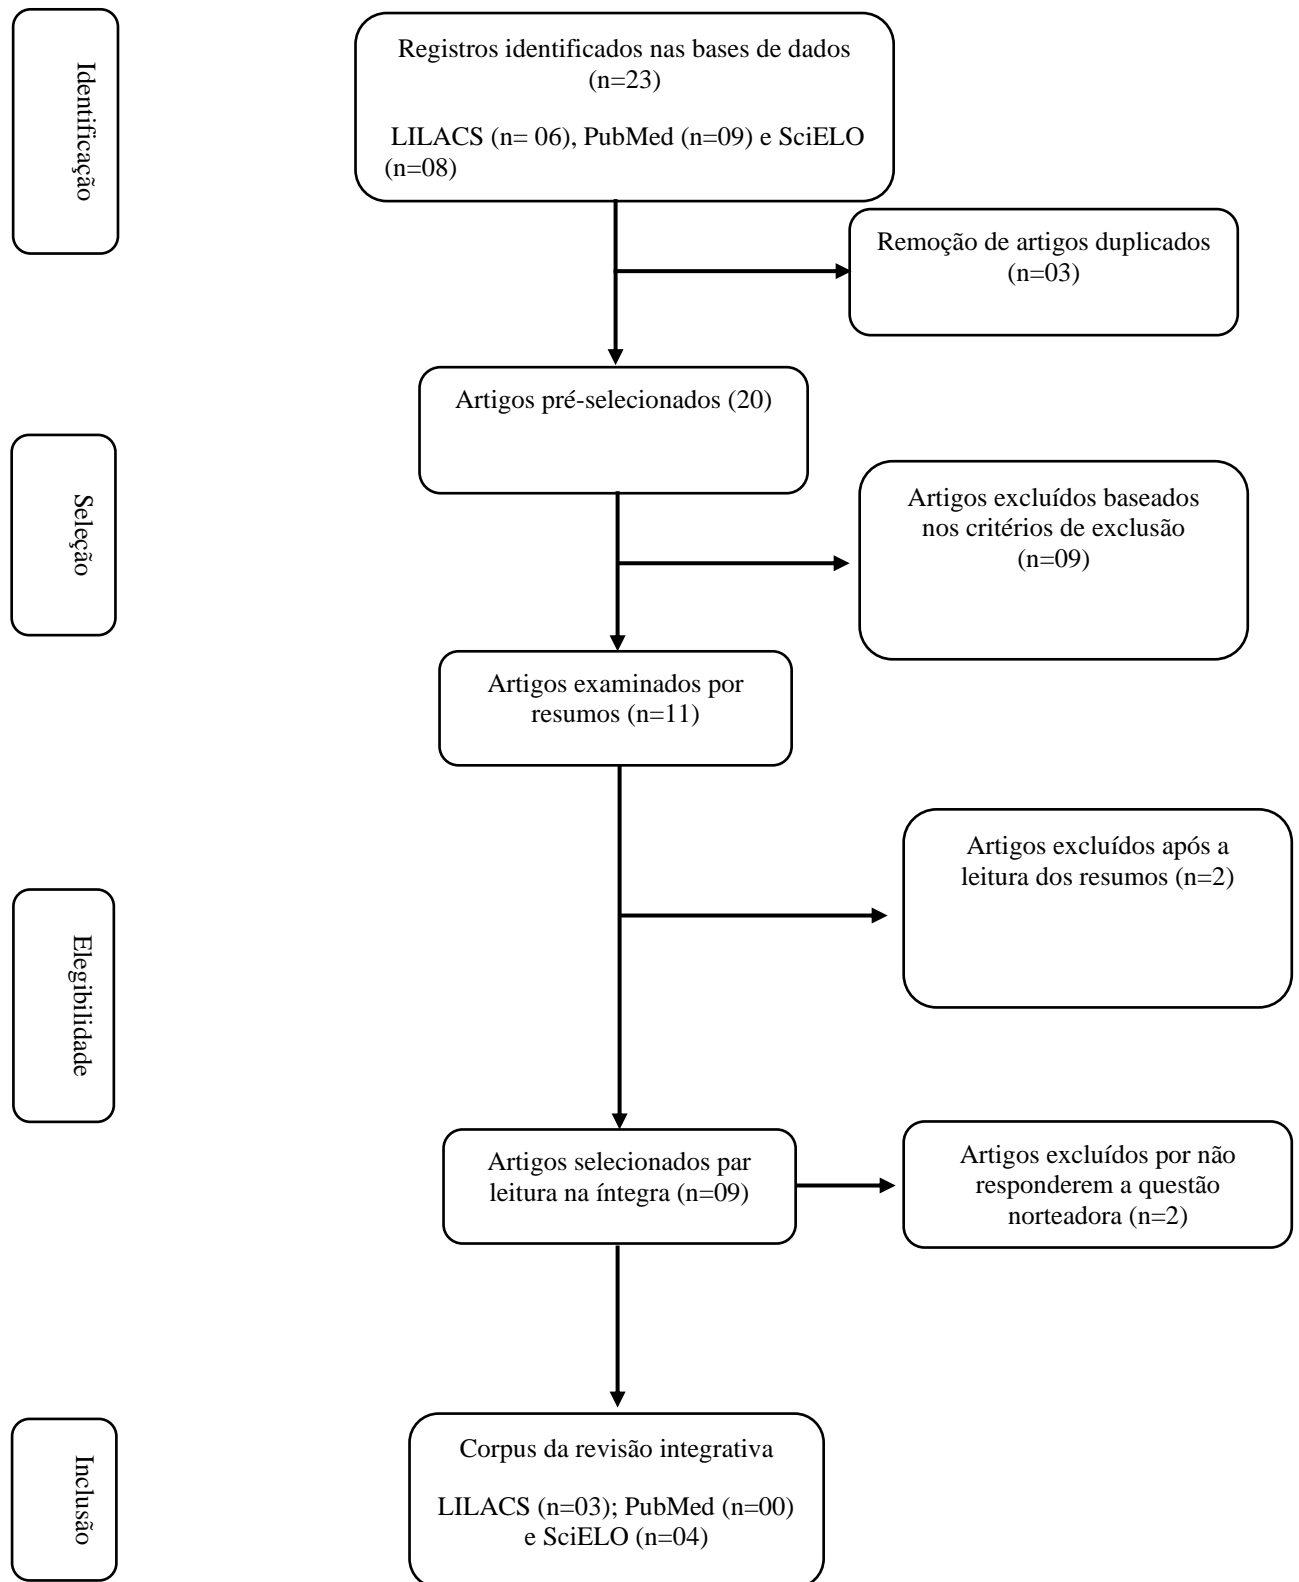 Identificação
Registros identificados nas bases de dados
(n=23)
LILACS (n= 06), PubMed (n=09) e SciELO
(n=08)
Remoção de artigos duplicados
(n=03)
Artigos pré-selecionados (20)
Seleção
Artigos excluídos baseados
nos critérios de exclusão
(n=09)
Artigos examinados por
resumos (n=11)
Elegibilidade
Artigos excluídos após a
leitura dos resumos (n=2)
Artigos selecionados par
leitura na íntegra (n=09)
Artigos excluídos por não
responderem a questão
norteadora (n=2)
Inclusão
Corpus da revisão integrativa
LILACS (n=03); PubMed (n=00)
e SciELO (n=04)